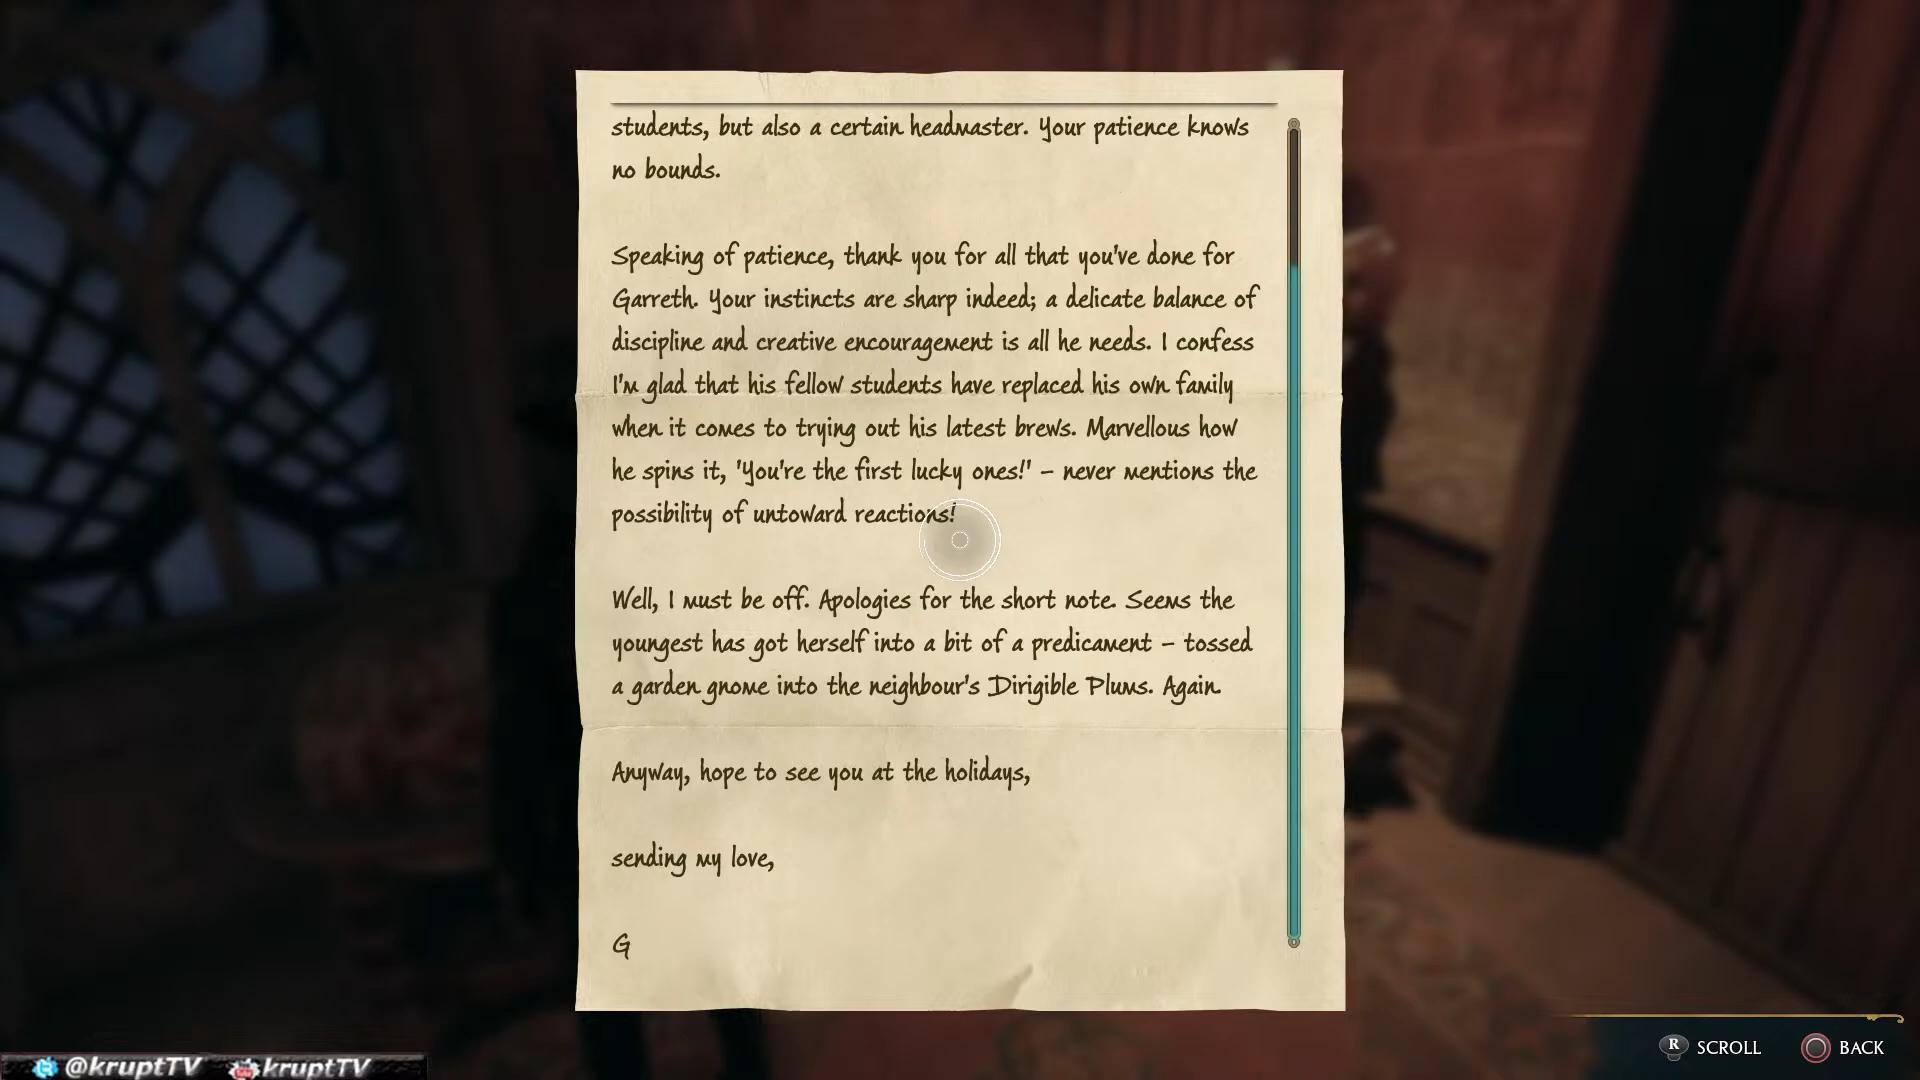 students, but also a certain headmaster. Your patience knows
no bounds.
Speaking of patience, thank you for all that you've done for
Garreth. Your instincts are sharp indeed; a delicate balance of
discipline and creative encouragement is all he needs. I confess
I'm glad that his fellow students have replaced his own family
when it comes to trying out his latest brews. Marvellous how
he spins it, 'You're the first lucky ones!' – never mentions the
possibility of untoward reactions!
Well, I must be off. Apologies for the short note. Seems the
youngest has got herself into a bit of a predicament – tossed
a garden gnome into the neighbour's Dirigible Plums. Again.
Anyway, hope to see you at the holidays,
sending my love,
G
R SCROLL
BACK
@kruptTV
kruptTV